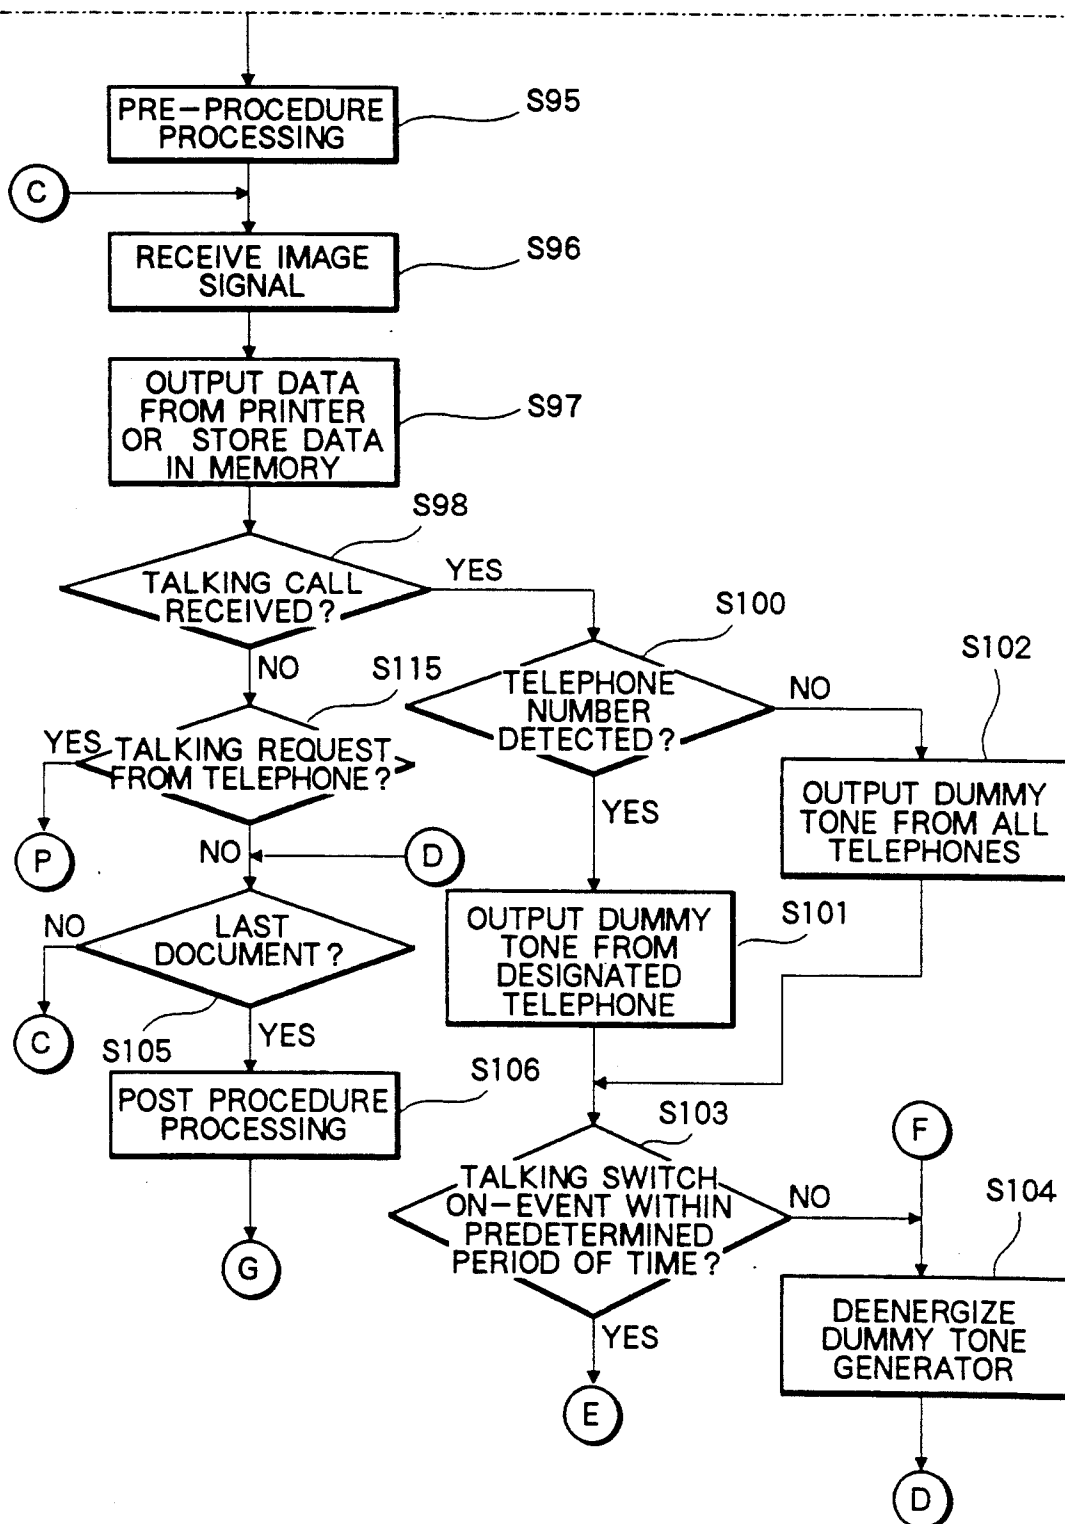 PRE-PROCEDURE
PROCESSING
S95
C
RECEIVE IMAGE
SIGNAL
S96
OUTPUT DATA
FROM PRINTER
OR STORE DATA
IN MEMORY
S97
S98
TALKING CALL
RECEIVED?
YES
NO
S100
TELEPHONE
NUMBER
DETECTED?
NO
YES
S102
OUTPUT DUMMY
TONE FROM ALL
TELEPHONES
S115
YES
TALKING REQUEST
FROM TELEPHONE?
P
NO
D
S101
OUTPUT DUMMY
TONE FROM
DESIGNATED
TELEPHONE
NO
LAST
DOCUMENT?
C
S105
YES
S106
POST PROCEDURE
PROCESSING
G
S103
TALKING SWITCH
ON-EVENT WITHIN
PREDETERMINED
PERIOD OF TIME?
NO
YES
E
F
S104
DEENERGIZE
DUMMY TONE
GENERATOR
D